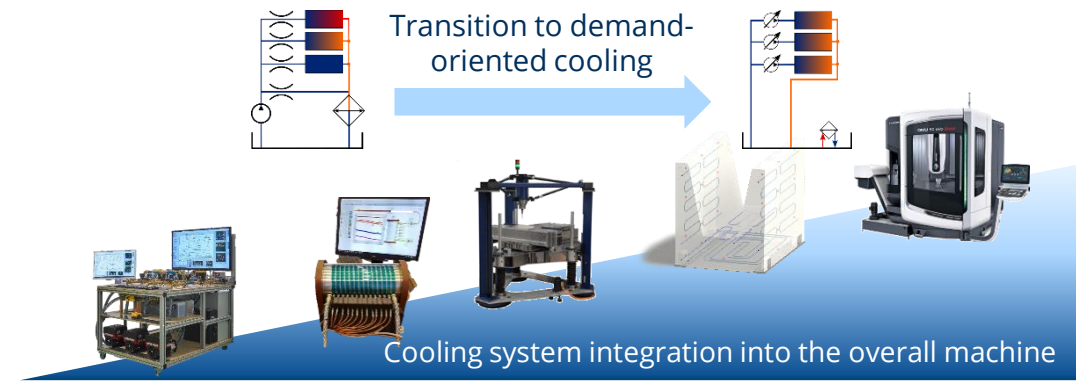 Transition to demand-
oriented cooling
Cooling system integration into the overall machine